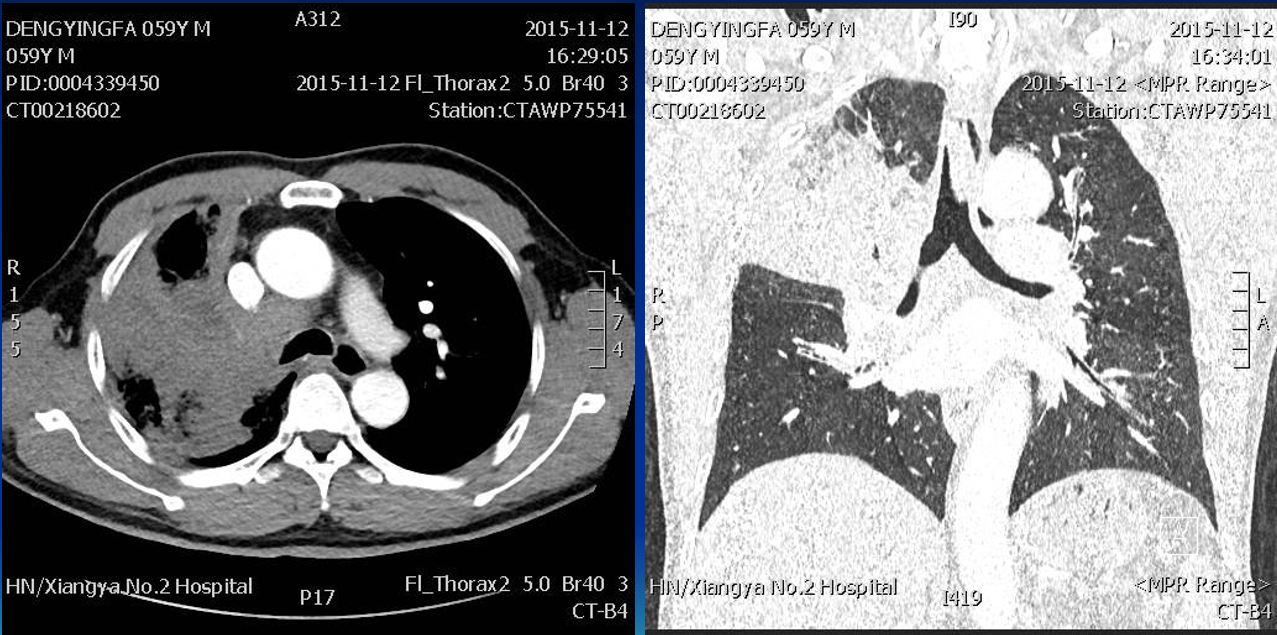 DENGYINGFA 059Y M
059Y M
PID:0004339450
CT00218602
A312
2015-11-12
16:29:05
2015-11-12 Fl_Thorax2 5.0 Br40 3
Station:CTAWP75541
R
1
5
5
L
1
7
4
HN/Xiangya No.2 Hospital
P17
Fl_Thorax2 5.0 Br40 3
CT-B4
DENGYINGFA 059Y M
059Y M
PID:0004339450
CT00218602
I90
2015-11-12
16:34:01
2015-11-12 <MPR Range>
Station:CTAWP75541
R
P
L
A
HN/Xiangya No.2 Hospital
I419
<MPR Range>
CT-B4